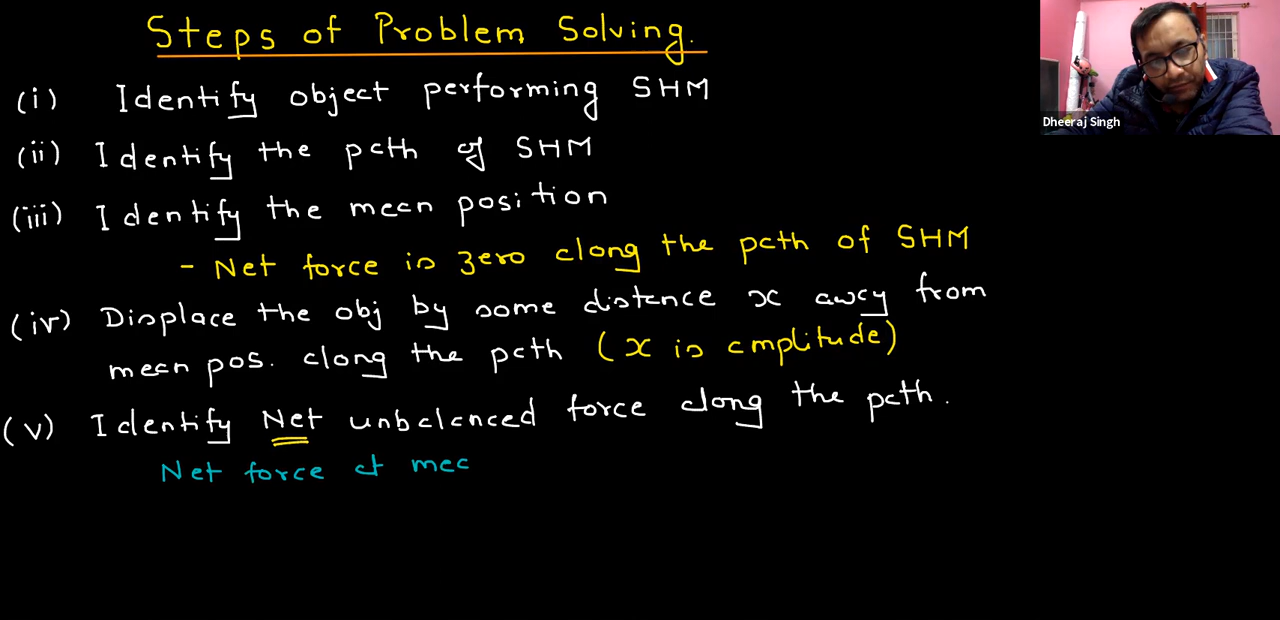 Steps of Problem Solving.
(i) Identify object performing SHM
Dheeraj Singh
(ii) Identify the path of SHM
(iii) Identify the mean position
- Net force is zero along the path of SHM
(iv) Displace the obj by some distance x away from
mean pos. along the path (x is amplitude)
(v) Identify Net unbalanced force along the path.
Net force at mea